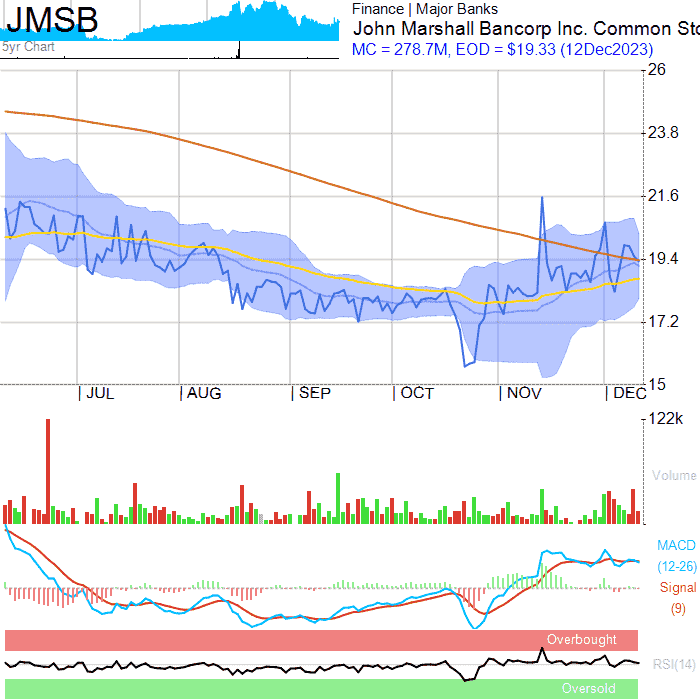 JMSB
5yr Chart
Finance | Major Banks
John Marshall Bancorp Inc. Common Sto
MC = 278.7M, EOD = $19.33 (12Dec2023)
26
23.8
21.6
19.4
17.2
15
JUL AUG SEP OCT NOV DEC
122k
Volume
MACD
(12-26)
Signal
(9)
Overbought
RSI(14)
Oversold